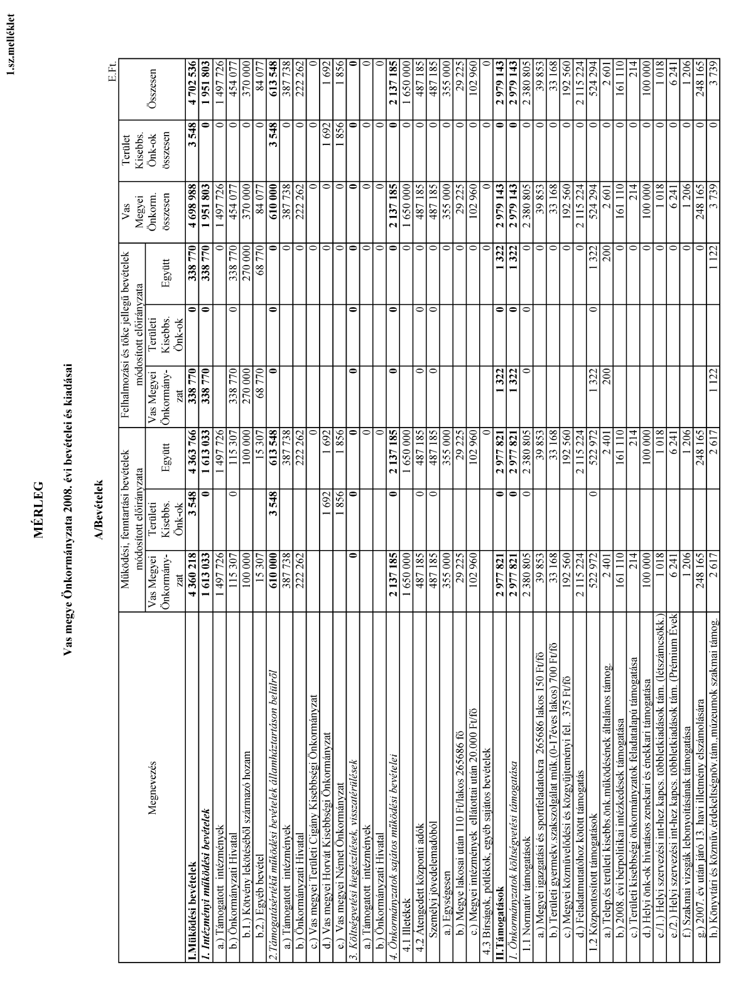 1.sz.melléklet
MÉRLEG
Vas megye Önkormányzata 2008. évi bevételei és kiadásai
A/Bevételek
E.Ft.
Megnevezés
Működési, fenntartási bevételek módosított előirányzata
Felhalmozási és tőke jellegű bevételek módosított előirányzata
Vas Megyei Önkorm. összesen
Terület Kisebbs. Önk-ok összesen
Összesen
Vas Megyei Önkormány-zat
Területi Kisebbs. Önk-ok
Együtt
Vas Megyei Önkormány-zat
Területi Kisebbs. Önk-ok
Együtt
I.Működési bevételek 4 360 218 3 548 4 363 766 338 770 0 338 770 4 698 988 3 548 4 702 536
1. Intézményi működési bevételek 1 613 033 0 1 613 033 338 770 0 338 770 1 951 803 0 1 951 803
a.) Támogatott intézmények 1 497 726 1 497 726 0 1 497 726 0 1 497 726
b.) Önkormányzati Hivatal 115 307 0 115 307 338 770 0 338 770 454 077 0 454 077
b.1.) Kötvény lekötéséből származó hozam 100 000 100 000 270 000 270 000 370 000 0 370 000
b.2.) Egyéb bevétel 15 307 15 307 68 770 68 770 84 077 0 84 077
2.Támogatásértékű működési bevételek államháztartáson belülről 610 000 3 548 613 548 0 0 0 610 000 3 548 613 548
a.) Támogatott intézmények 387 738 387 738 0 387 738 0 387 738
b.) Önkormányzati Hivatal 222 262 222 262 0 222 262 0 222 262
c.) Vas megyei Területi Cigány Kisebbségi Önkormányzat 0 0 0 0 0
d.) Vas megyei Horvát Kisebbségi Önkormányzat 1 692 1 692 0 0 1 692 1 692
e.) Vas megyei Német Önkormányzat 1 856 1 856 0 0 1 856 1 856
3. Költségvetési kiegészítések, visszatérülések 0 0 0 0 0 0 0 0 0
a.) Támogatott intézmények 0 0 0 0 0
b.) Önkormányzati Hivatal 0 0 0 0 0
4. Önkormányzatok sajátos működési bevételei 2 137 185 0 2 137 185 0 0 0 2 137 185 0 2 137 185
4.1 Illetékek 1 650 000 1 650 000 0 1 650 000 0 1 650 000
4.2 Átengedett központi adók 487 185 0 487 185 0 0 0 487 185 0 487 185
Személyi jövedelemadóból 487 185 0 487 185 0 0 0 487 185 0 487 185
a.) Egységesen 355 000 355 000 0 355 000 0 355 000
b.) Megye lakosai után 110 Ft/lakos 265686 fő 29 225 29 225 0 29 225 0 29 225
c.) Megyei intézmények ellátottai után 20.000 Ft/fő 102 960 102 960 0 102 960 0 102 960
4.3 Bírságok, pótlékok, egyéb sajátos bevételek 0 0 0 0 0
II.Támogatások 2 977 821 0 2 977 821 1 322 0 1 322 2 979 143 0 2 979 143
1. Önkormányzatok költségvetési támogatása 2 977 821 0 2 977 821 1 322 0 1 322 2 979 143 0 2 979 143
1.1 Normatív támogatások 2 380 805 0 2 380 805 0 0 0 2 380 805 0 2 380 805
a.) Megyei igazgatási és sportfeladatokra 265686 lakos 150 Ft/fő 39 853 39 853 0 39 853 0 39 853
b.) Területi gyermekv.szakszolgálat műk.(0-17éves lakos) 700 Ft/fő 33 168 33 168 0 33 168 0 33 168
c.) Megyei közművelődési és közgyűjteményi fel. 375 Ft/fő 192 560 192 560 0 192 560 0 192 560
d.) Feladatmutatóhoz kötött támogatás 2 115 224 2 115 224 0 2 115 224 0 2 115 224
1.2 Központosított támogatások 522 972 0 522 972 1 322 0 1 322 524 294 0 524 294
a.) Telep.és területi kisebbs.önk.működésének általános támog. 2 401 2 401 200 200 2 601 0 2 601
b.) 2008. évi bérpolitikai intézkedések támogatása 161 110 161 110 0 161 110 0 161 110
c.) Területi kisebbségi önkormányzatok feladatalapú támogatása 214 214 0 214 0 214
d.) Helyi önk-ok hivatásos zenekari és énekkari támogatása 100 000 100 000 0 100 000 0 100 000
e./1.) Helyi szervezési int-hez kapcs. többletkiadások tám. (létszámcsökk.) 1 018 1 018 0 1 018 0 1 018
e./2.) Helyi szervezési int-hez kapcs. többletkiadások tám. (Prémium Évek 6 241 6 241 0 6 241 0 6 241
f.) Szakmai vizsgák lebonyolításának támogatása 1 206 1 206 0 1 206 0 1 206
g.) 2007. év után járó 13. havi illetmény elszámolására 248 165 248 165 0 248 165 0 248 165
h.) Könyvtári és közműv.érdekeltségnöv.tám.,múzeumok szakmai támog. 2 617 2 617 1 122 1 122 3 739 0 3 739